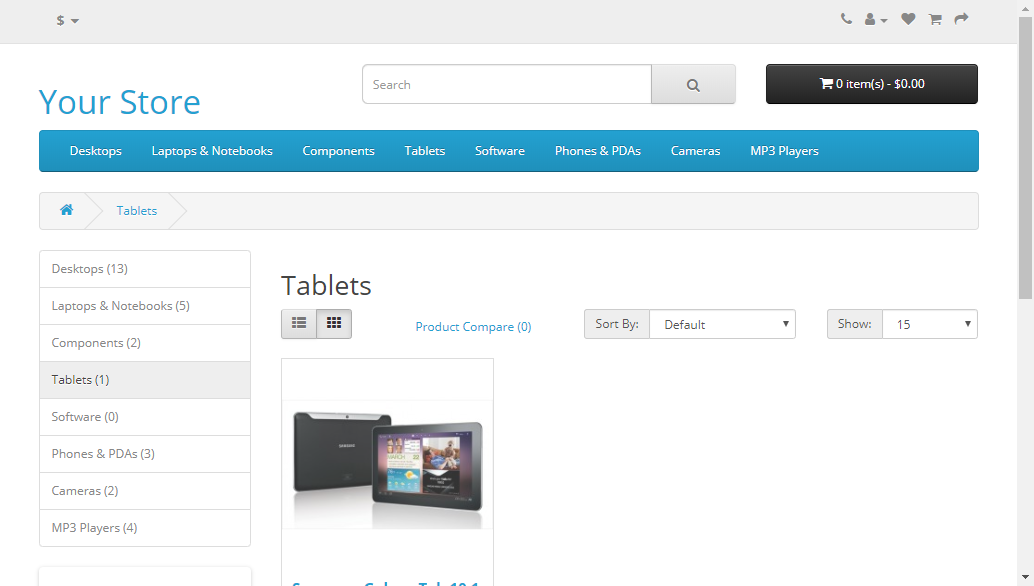 $
Search
0 item(s) - $0.00
Your Store
Desktops Laptops & Notebooks Components Tablets Software Phones & PDAs Cameras MP3 Players
Tablets
Desktops (13)
Laptops & Notebooks (5)
Components (2)
Tablets (1)
Software (0)
Phones & PDAs (3)
Cameras (2)
MP3 Players (4)
Tablets
Product Compare (0)
Sort By: Default
Show: 15
SAMSUNG